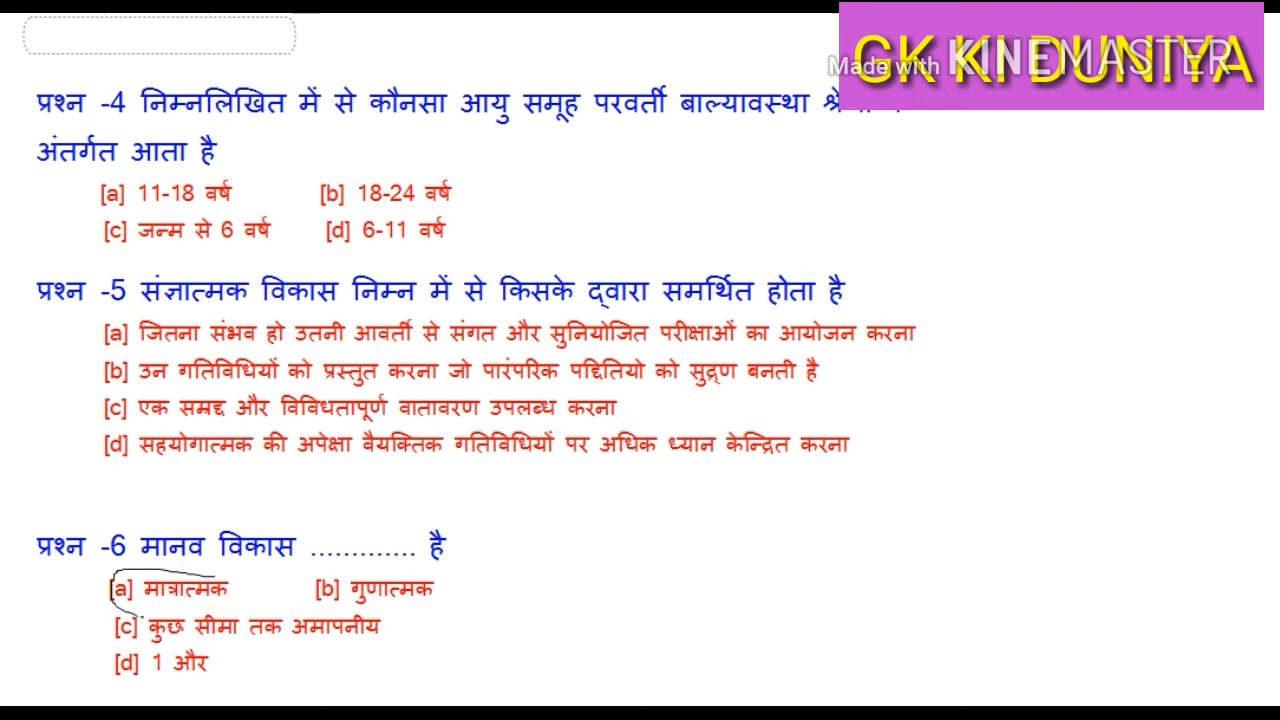 GK KI DUNIYA
Made with KINEMASTER
प्रश्न -4 निम्नलिखित में से कौनसा आयु समूह परवर्ती बाल्यावस्था
अंतर्गत आता है
[a] 11-18 वर्ष [b] 18-24 वर्ष
[c] जन्म से 6 वर्ष [d] 6-11 वर्ष
प्रश्न -5 संज्ञात्मक विकास निम्न में से किसके द्वारा समर्थित होता है
[a] जितना संभव हो उतनी आवर्ती से संगत और सुनियोजित परीक्षाओं का आयोजन करना
[b] उन गतिविधियों को प्रस्तुत करना जो पारंपरिक पद्दितियो को सुद्र्ण बनती है
[c] एक सम्रद्द और विविधतापूर्ण वातावरण उपलब्ध करना
[d] सहयोगात्मक की अपेक्षा वैयक्तिक गतिविधियों पर अधिक ध्यान केन्द्रित करना
प्रश्न -6 मानव विकास ............. है
[a] मात्रात्मक [b] गुणात्मक
[c] कुछ सीमा तक अमापनीय
[d] 1 और